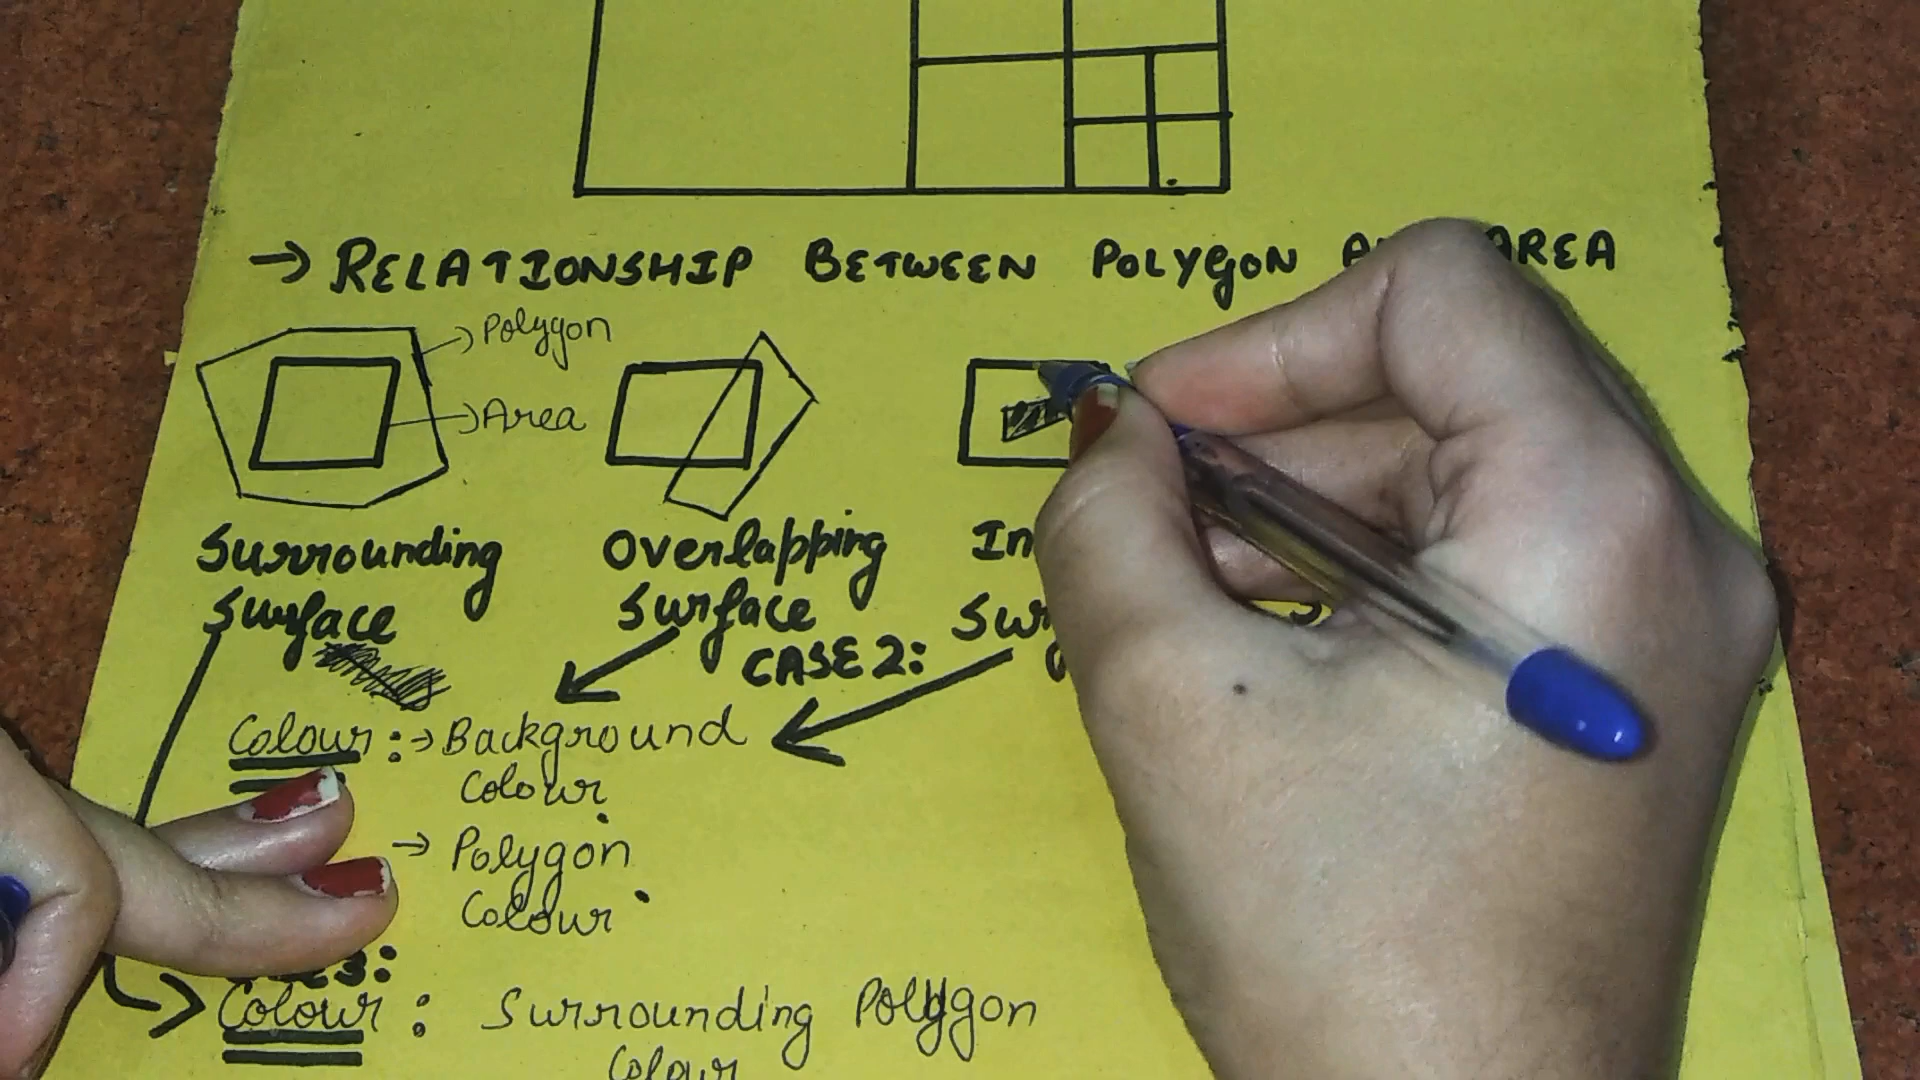 → RELATIONSHIP BETWEEN POLYGON AREA
Polygon
Area
Surrounding
Surface
Overlapping
Surface
CASE 2:
Colour :→ Background
Colour
→ Polygon
Colour
Colour : Surrounding Polygon
Colour